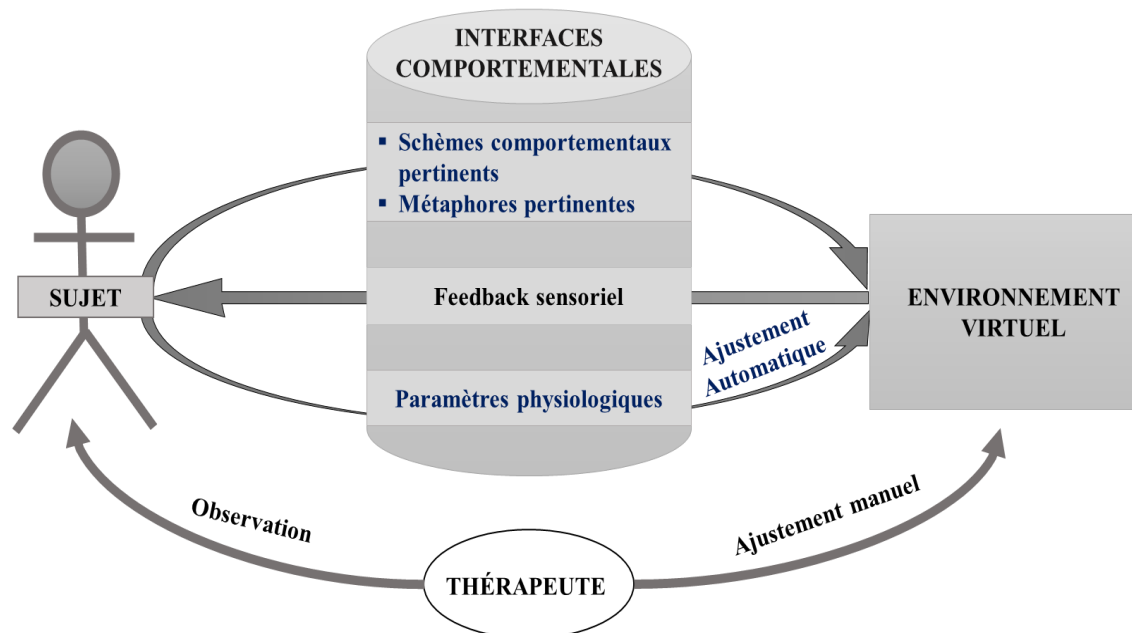 INTERFACES
COMPORTEMENTALES
▪ Schèmes comportementaux
pertinents
▪ Métaphores pertinentes
SUJET
Feedback sensoriel
ENVIRONNEMENT
VIRTUEL
Ajustement
Automatique
Paramètres physiologiques
Observation
Ajustement manuel
THÉRAPEUTE